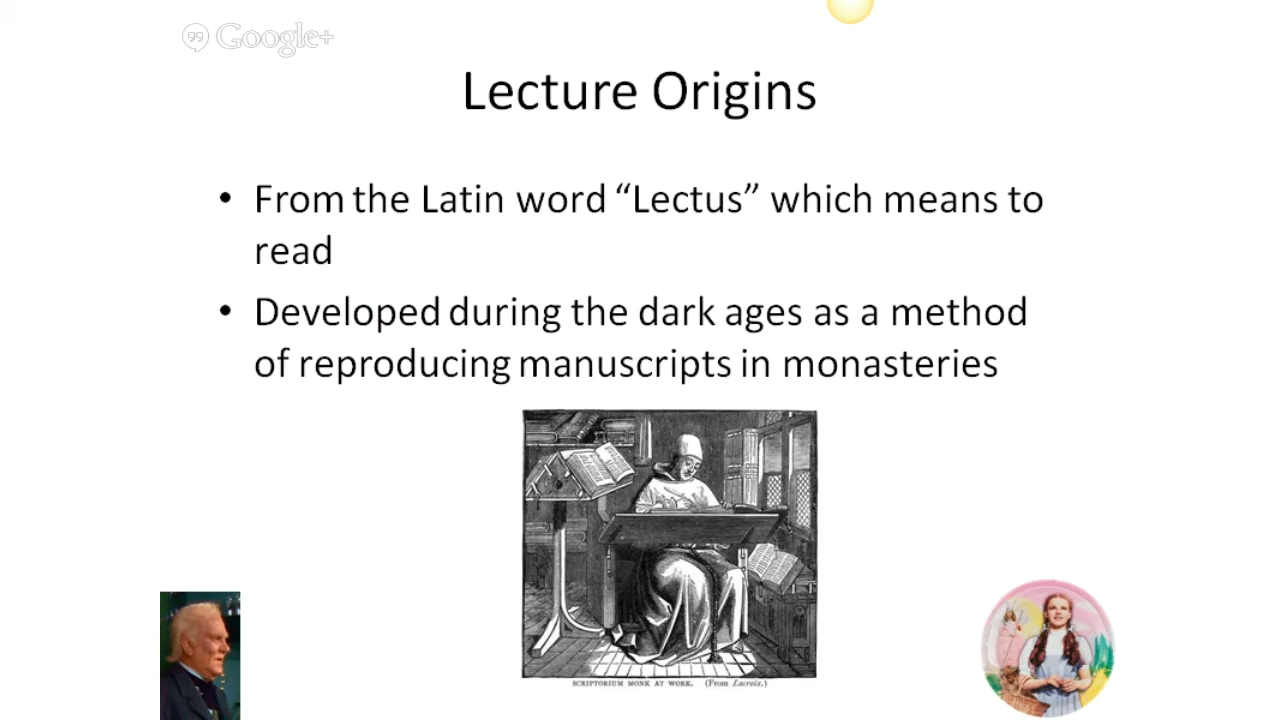 Google+
Lecture Origins
• From the Latin word “Lectus” which means to
read
• Developed during the dark ages as a method
of reproducing manuscripts in monasteries
SCRIPTORIUM MONK AT WORK. (From Lacroix.)